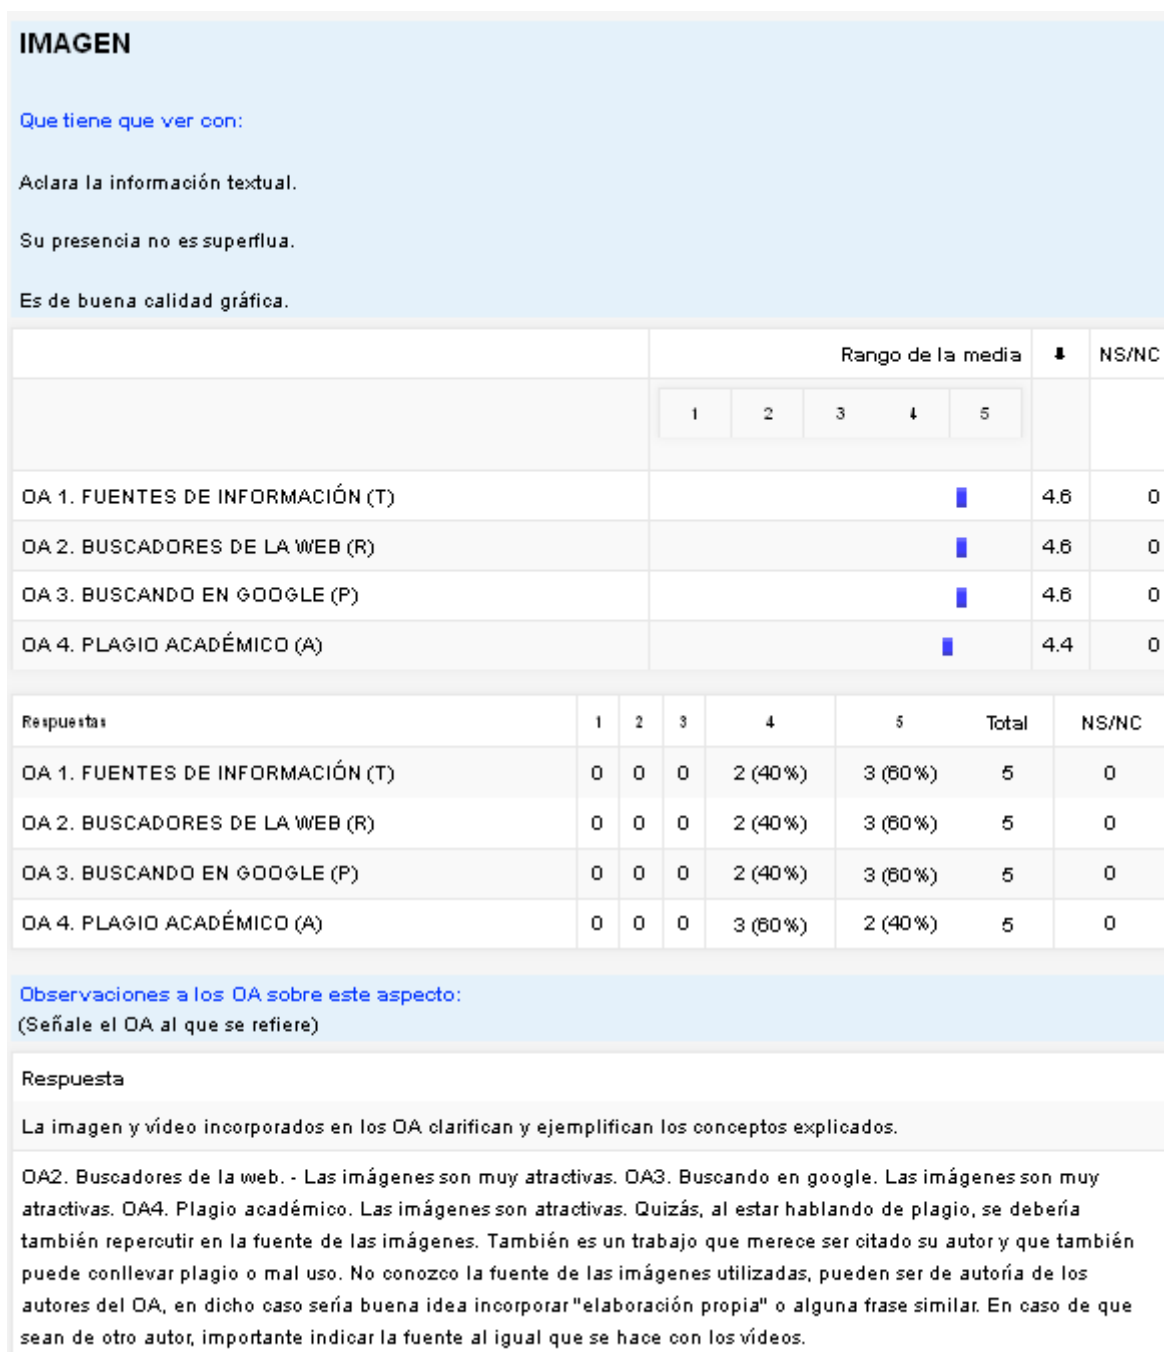 IMAGEN
Que tiene que ver con:
Aclara la información textual.
Su presencia no es superflua.
Es de buena calidad gráfica.
Rango de la media ⬇ NS/NC
1 2 3 4 5
OA 1. FUENTES DE INFORMACIÓN (T) 4.6 0
OA 2. BUSCADORES DE LA WEB (R) 4.6 0
OA 3. BUSCANDO EN GOOGLE (P) 4.6 0
OA 4. PLAGIO ACADÉMICO (A) 4.4 0
Respuestas 1 2 3 4 5 Total NS/NC
OA 1. FUENTES DE INFORMACIÓN (T) 0 0 0 2 (40%) 3 (60%) 5 0
OA 2. BUSCADORES DE LA WEB (R) 0 0 0 2 (40%) 3 (60%) 5 0
OA 3. BUSCANDO EN GOOGLE (P) 0 0 0 2 (40%) 3 (60%) 5 0
OA 4. PLAGIO ACADÉMICO (A) 0 0 0 3 (60%) 2 (40%) 5 0
Observaciones a los OA sobre este aspecto:
(Señale el OA al que se refiere)
Respuesta
La imagen y vídeo incorporados en los OA clarifican y ejemplifican los conceptos explicados.
OA2. Buscadores de la web. - Las imágenes son muy atractivas. OA3. Buscando en google. Las imágenes son muy
atractivas. OA4. Plagio académico. Las imágenes son atractivas. Quizás, al estar hablando de plagio, se debería
también repercutir en la fuente de las imágenes. También es un trabajo que merece ser citado su autor y que también
puede conllevar plagio o mal uso. No conozco la fuente de las imágenes utilizadas, pueden ser de autoría de los
autores del OA, en dicho caso sería buena idea incorporar "elaboración propia" o alguna frase similar. En caso de que
sean de otro autor, importante indicar la fuente al igual que se hace con los vídeos.